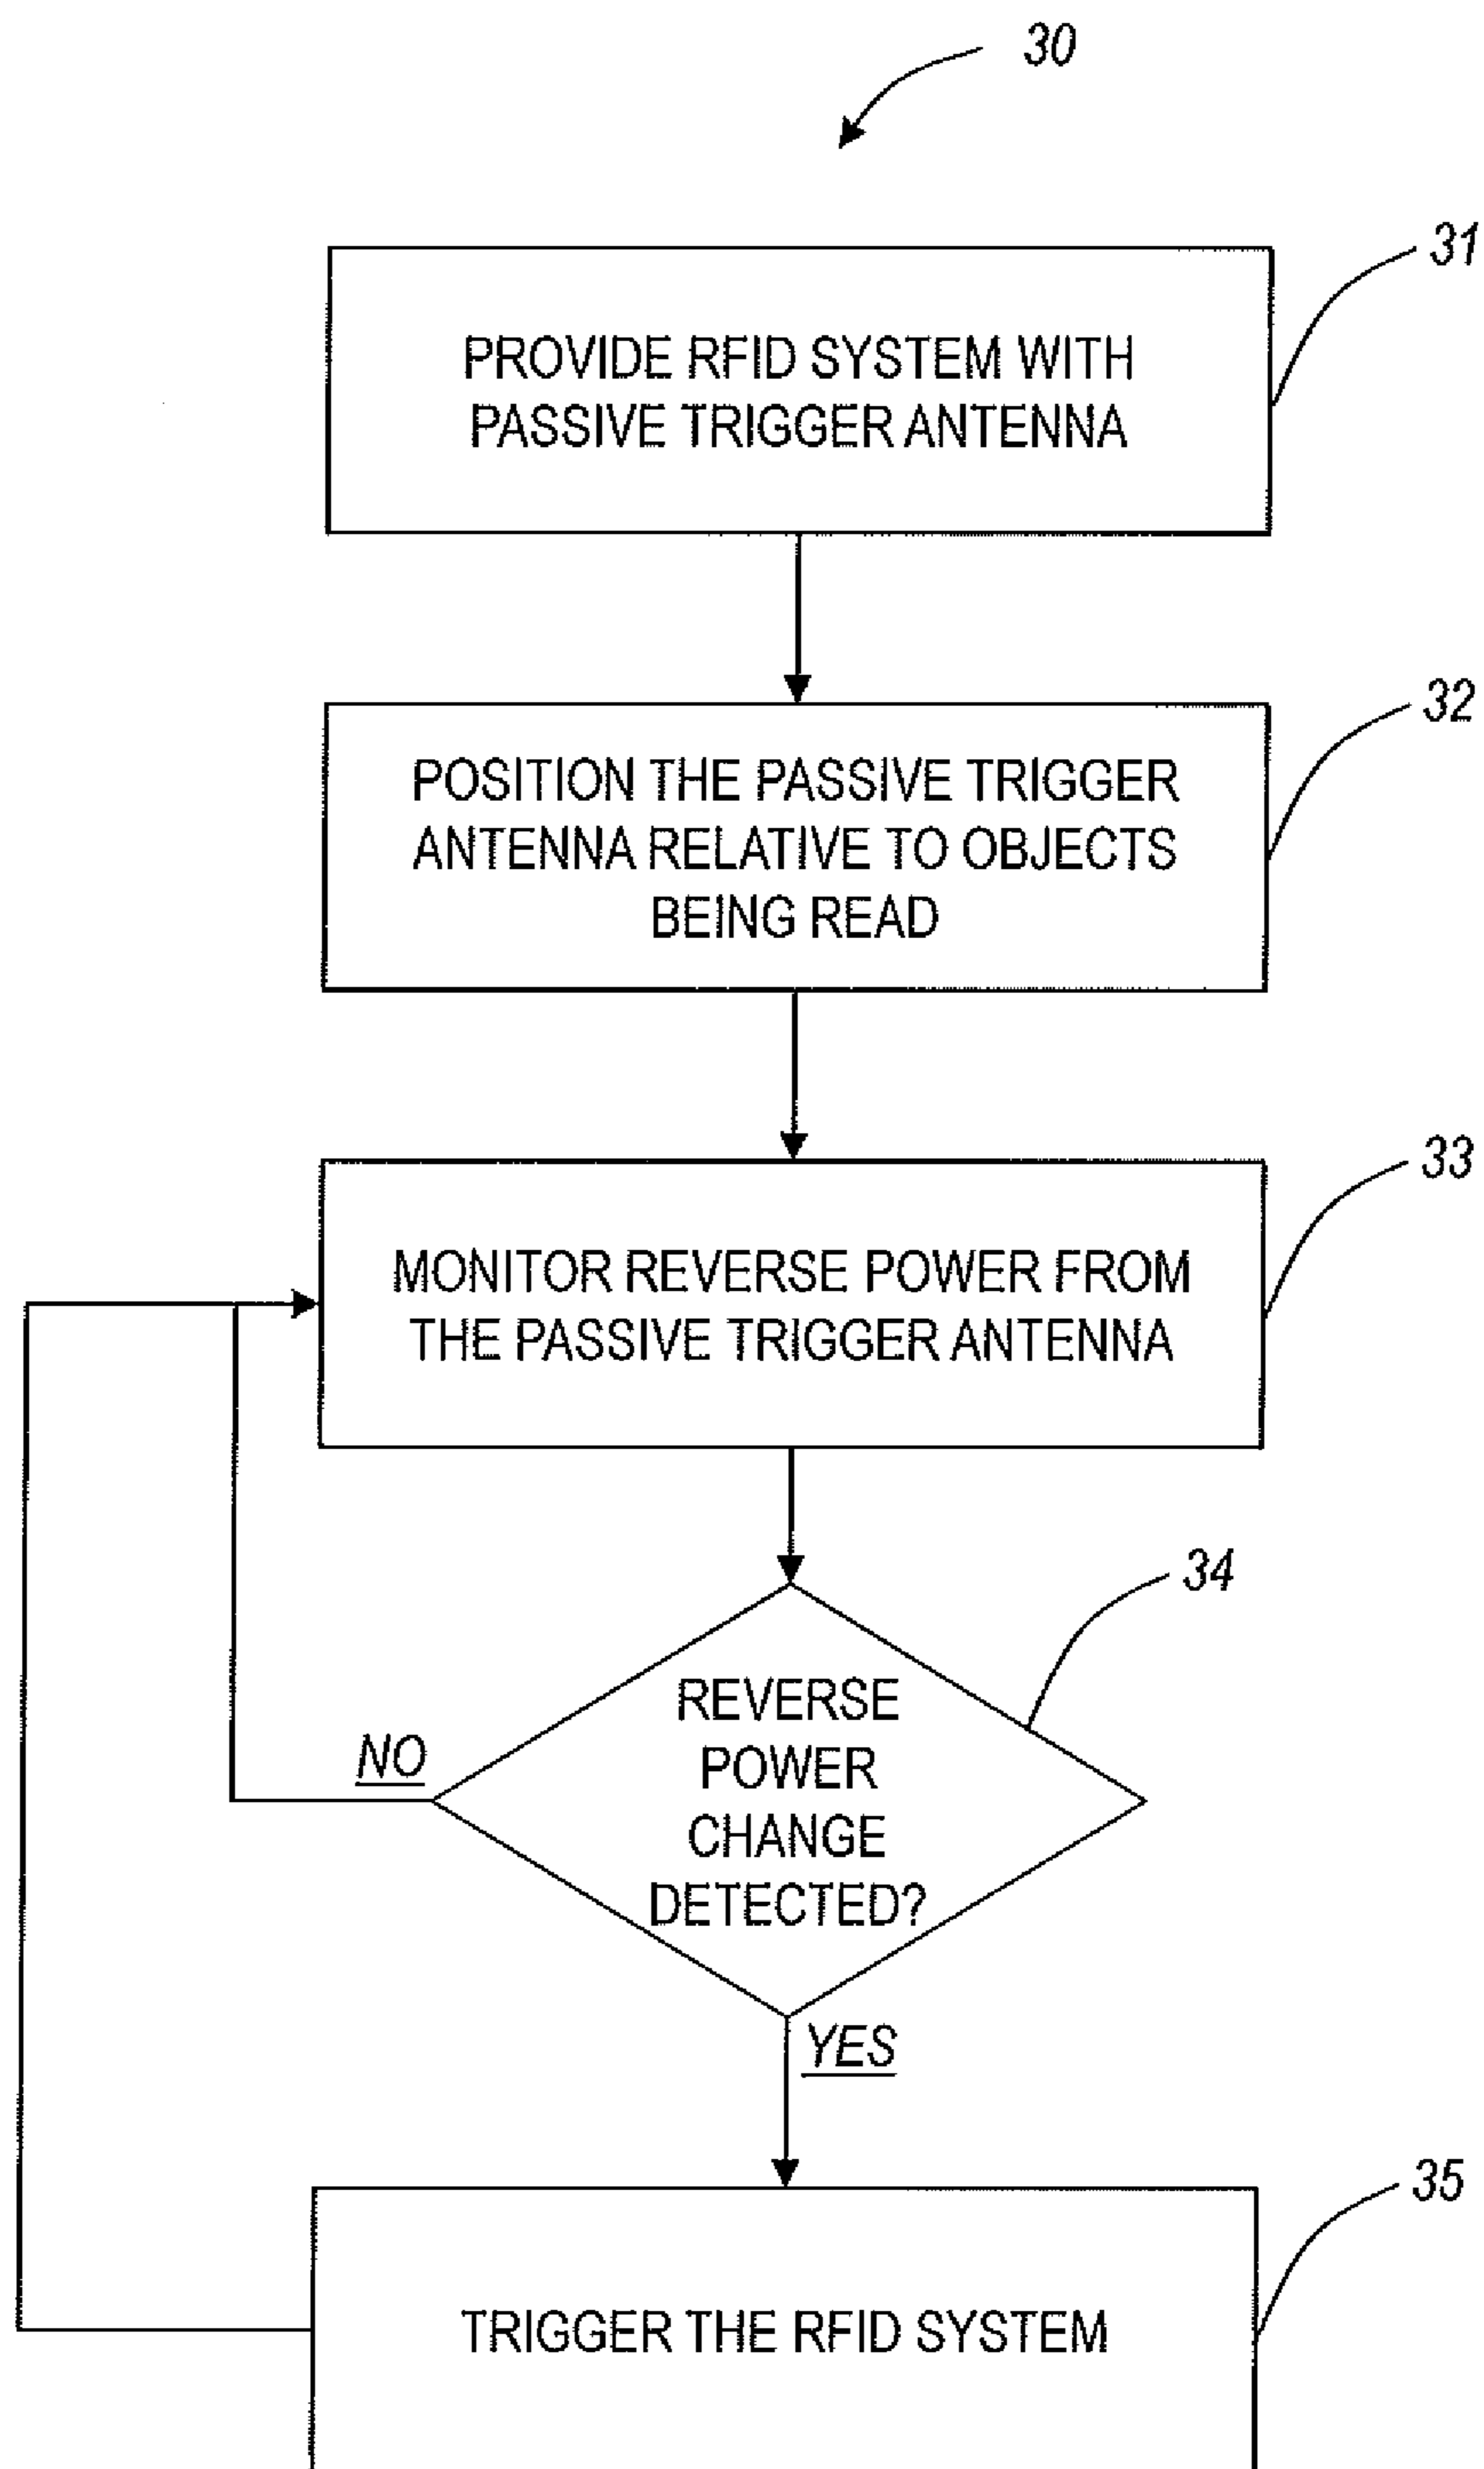 30
31
PROVIDE RFID SYSTEM WITH
PASSIVE TRIGGER ANTENNA
32
POSITION THE PASSIVE TRIGGER
ANTENNA RELATIVE TO OBJECTS
BEING READ
33
MONITOR REVERSE POWER FROM
THE PASSIVE TRIGGER ANTENNA
34
REVERSE
POWER
CHANGE
DETECTED?
NO
YES
35
TRIGGER THE RFID SYSTEM